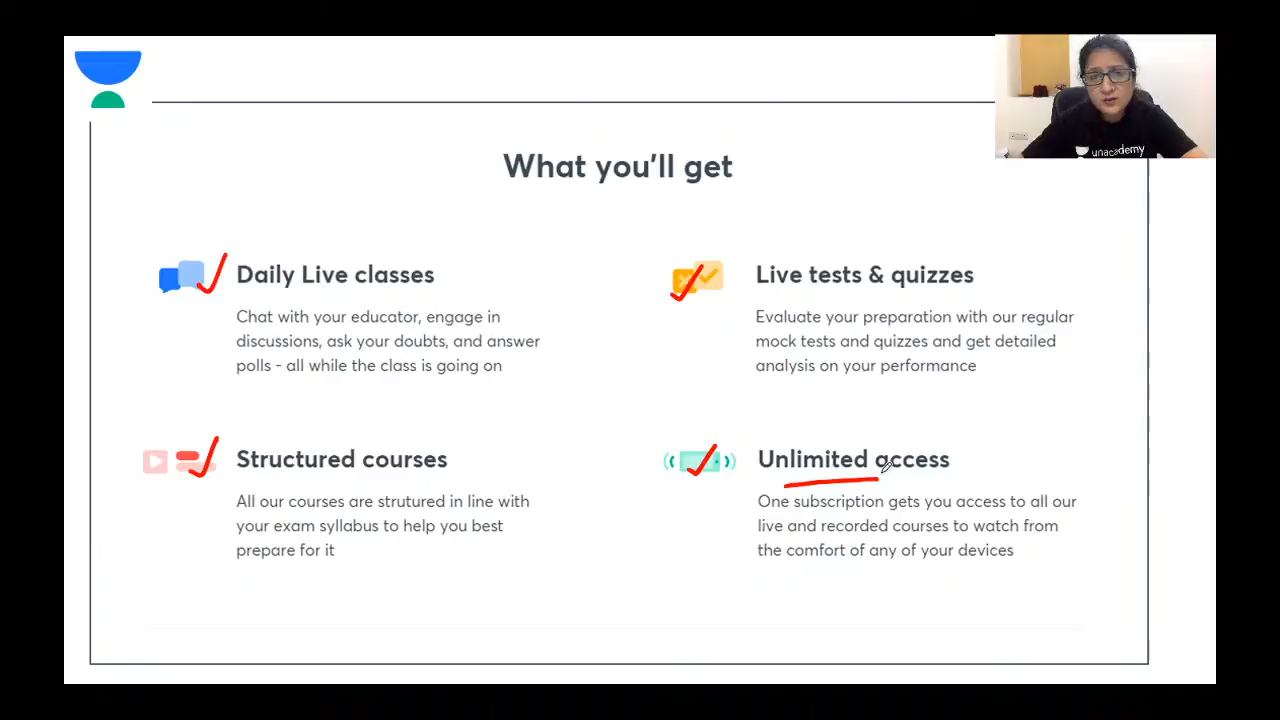 unacademy
What you'll get
Daily Live classes
Chat with your educator, engage in
discussions, ask your doubts, and answer
polls - all while the class is going on
Live tests & quizzes
Evaluate your preparation with our regular
mock tests and quizzes and get detailed
analysis on your performance
Structured courses
All our courses are strutured in line with
your exam syllabus to help you best
prepare for it
Unlimited access
One subscription gets you access to all our
live and recorded courses to watch from
the comfort of any of your devices